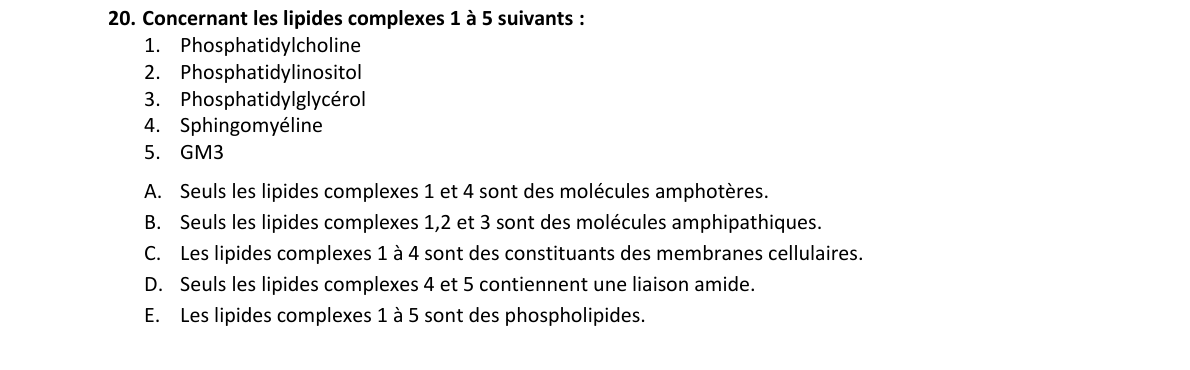 20. Concernant les lipides complexes 1 à 5 suivants :
1. Phosphatidylcholine
2. Phosphatidylinositol
3. Phosphatidylglycérol
4. Sphingomyéline
5. GM3
A. Seuls les lipides complexes 1 et 4 sont des molécules amphotères.
B. Seuls les lipides complexes 1,2 et 3 sont des molécules amphipathiques.
C. Les lipides complexes 1 à 4 sont des constituants des membranes cellulaires.
D. Seuls les lipides complexes 4 et 5 contiennent une liaison amide.
E. Les lipides complexes 1 à 5 sont des phospholipides.